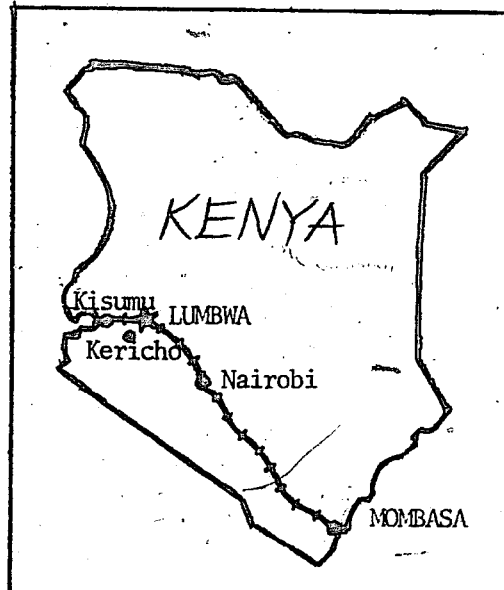 KENYA
Kisumu
LUMBWA
Kericho
Nairobi
MOMBASA